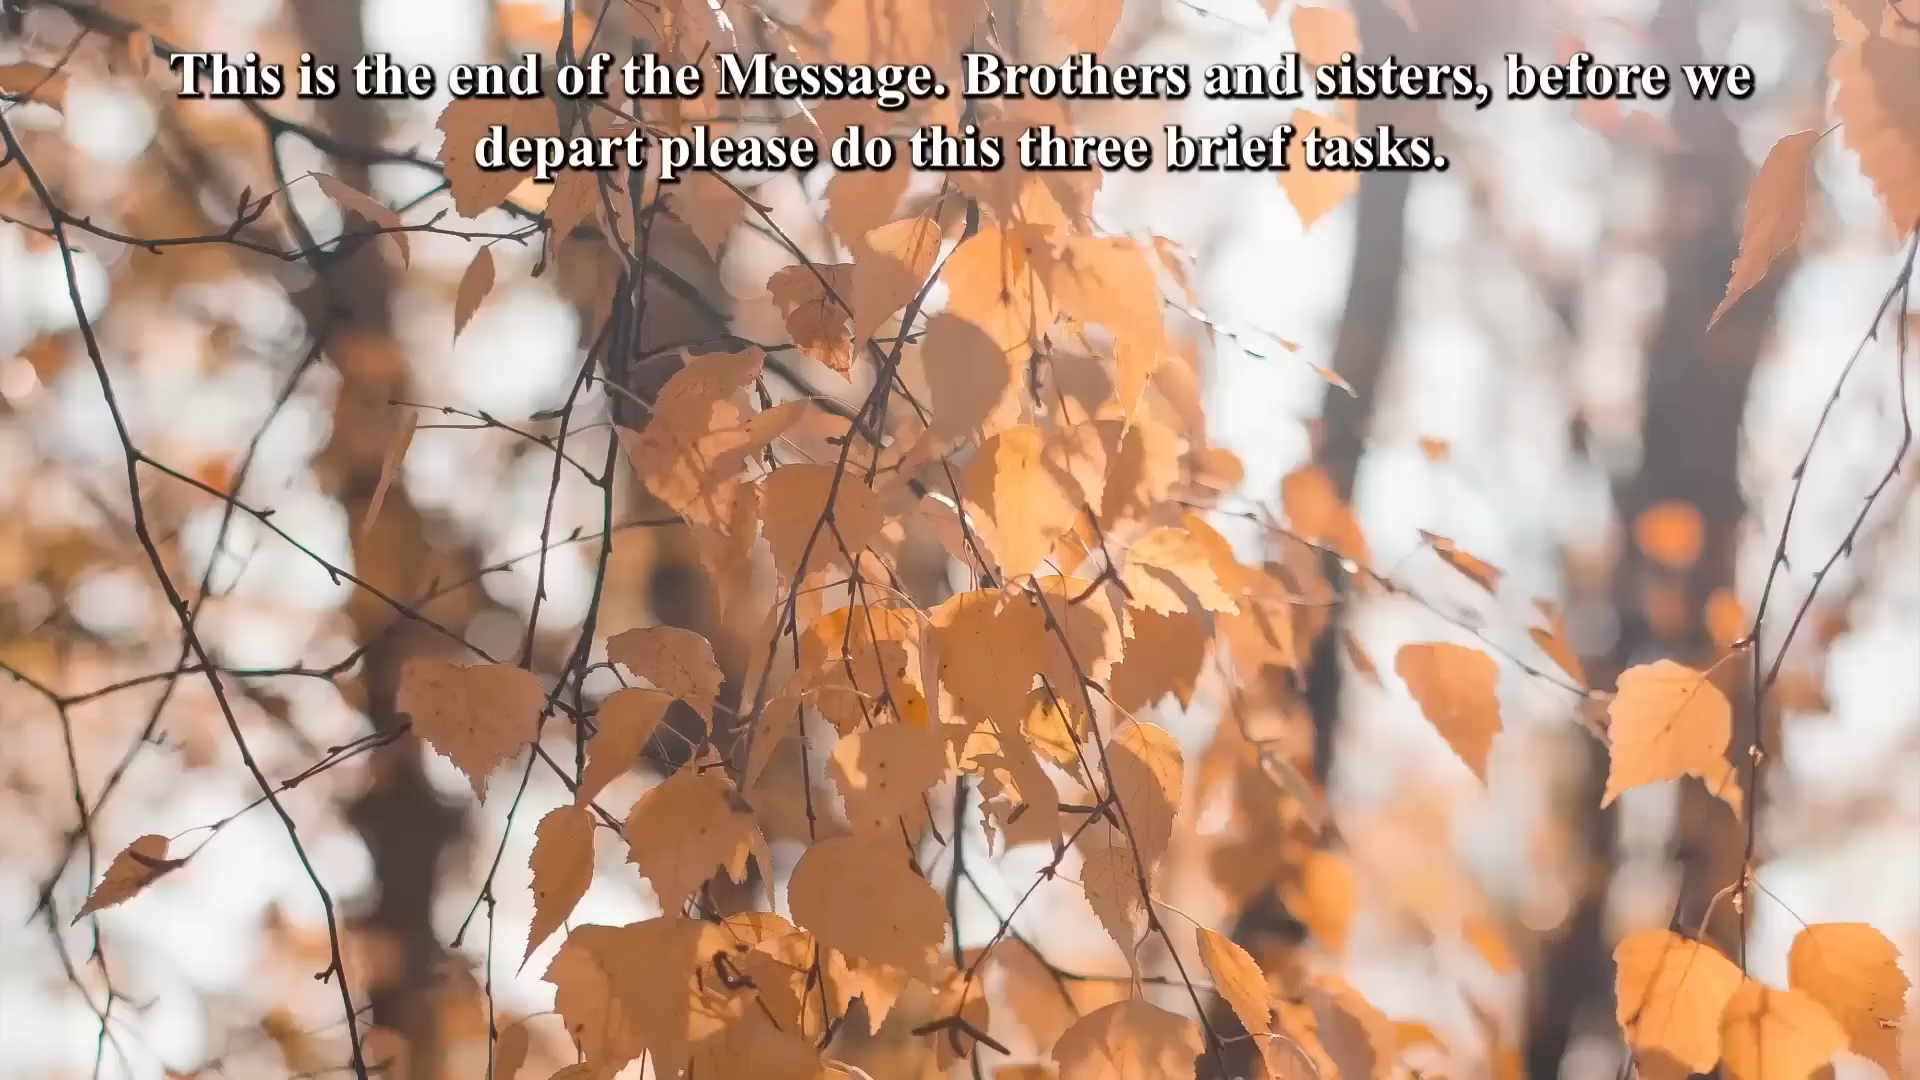 This is the end of the Message. Brothers and sisters, before we
depart please do this three brief tasks.